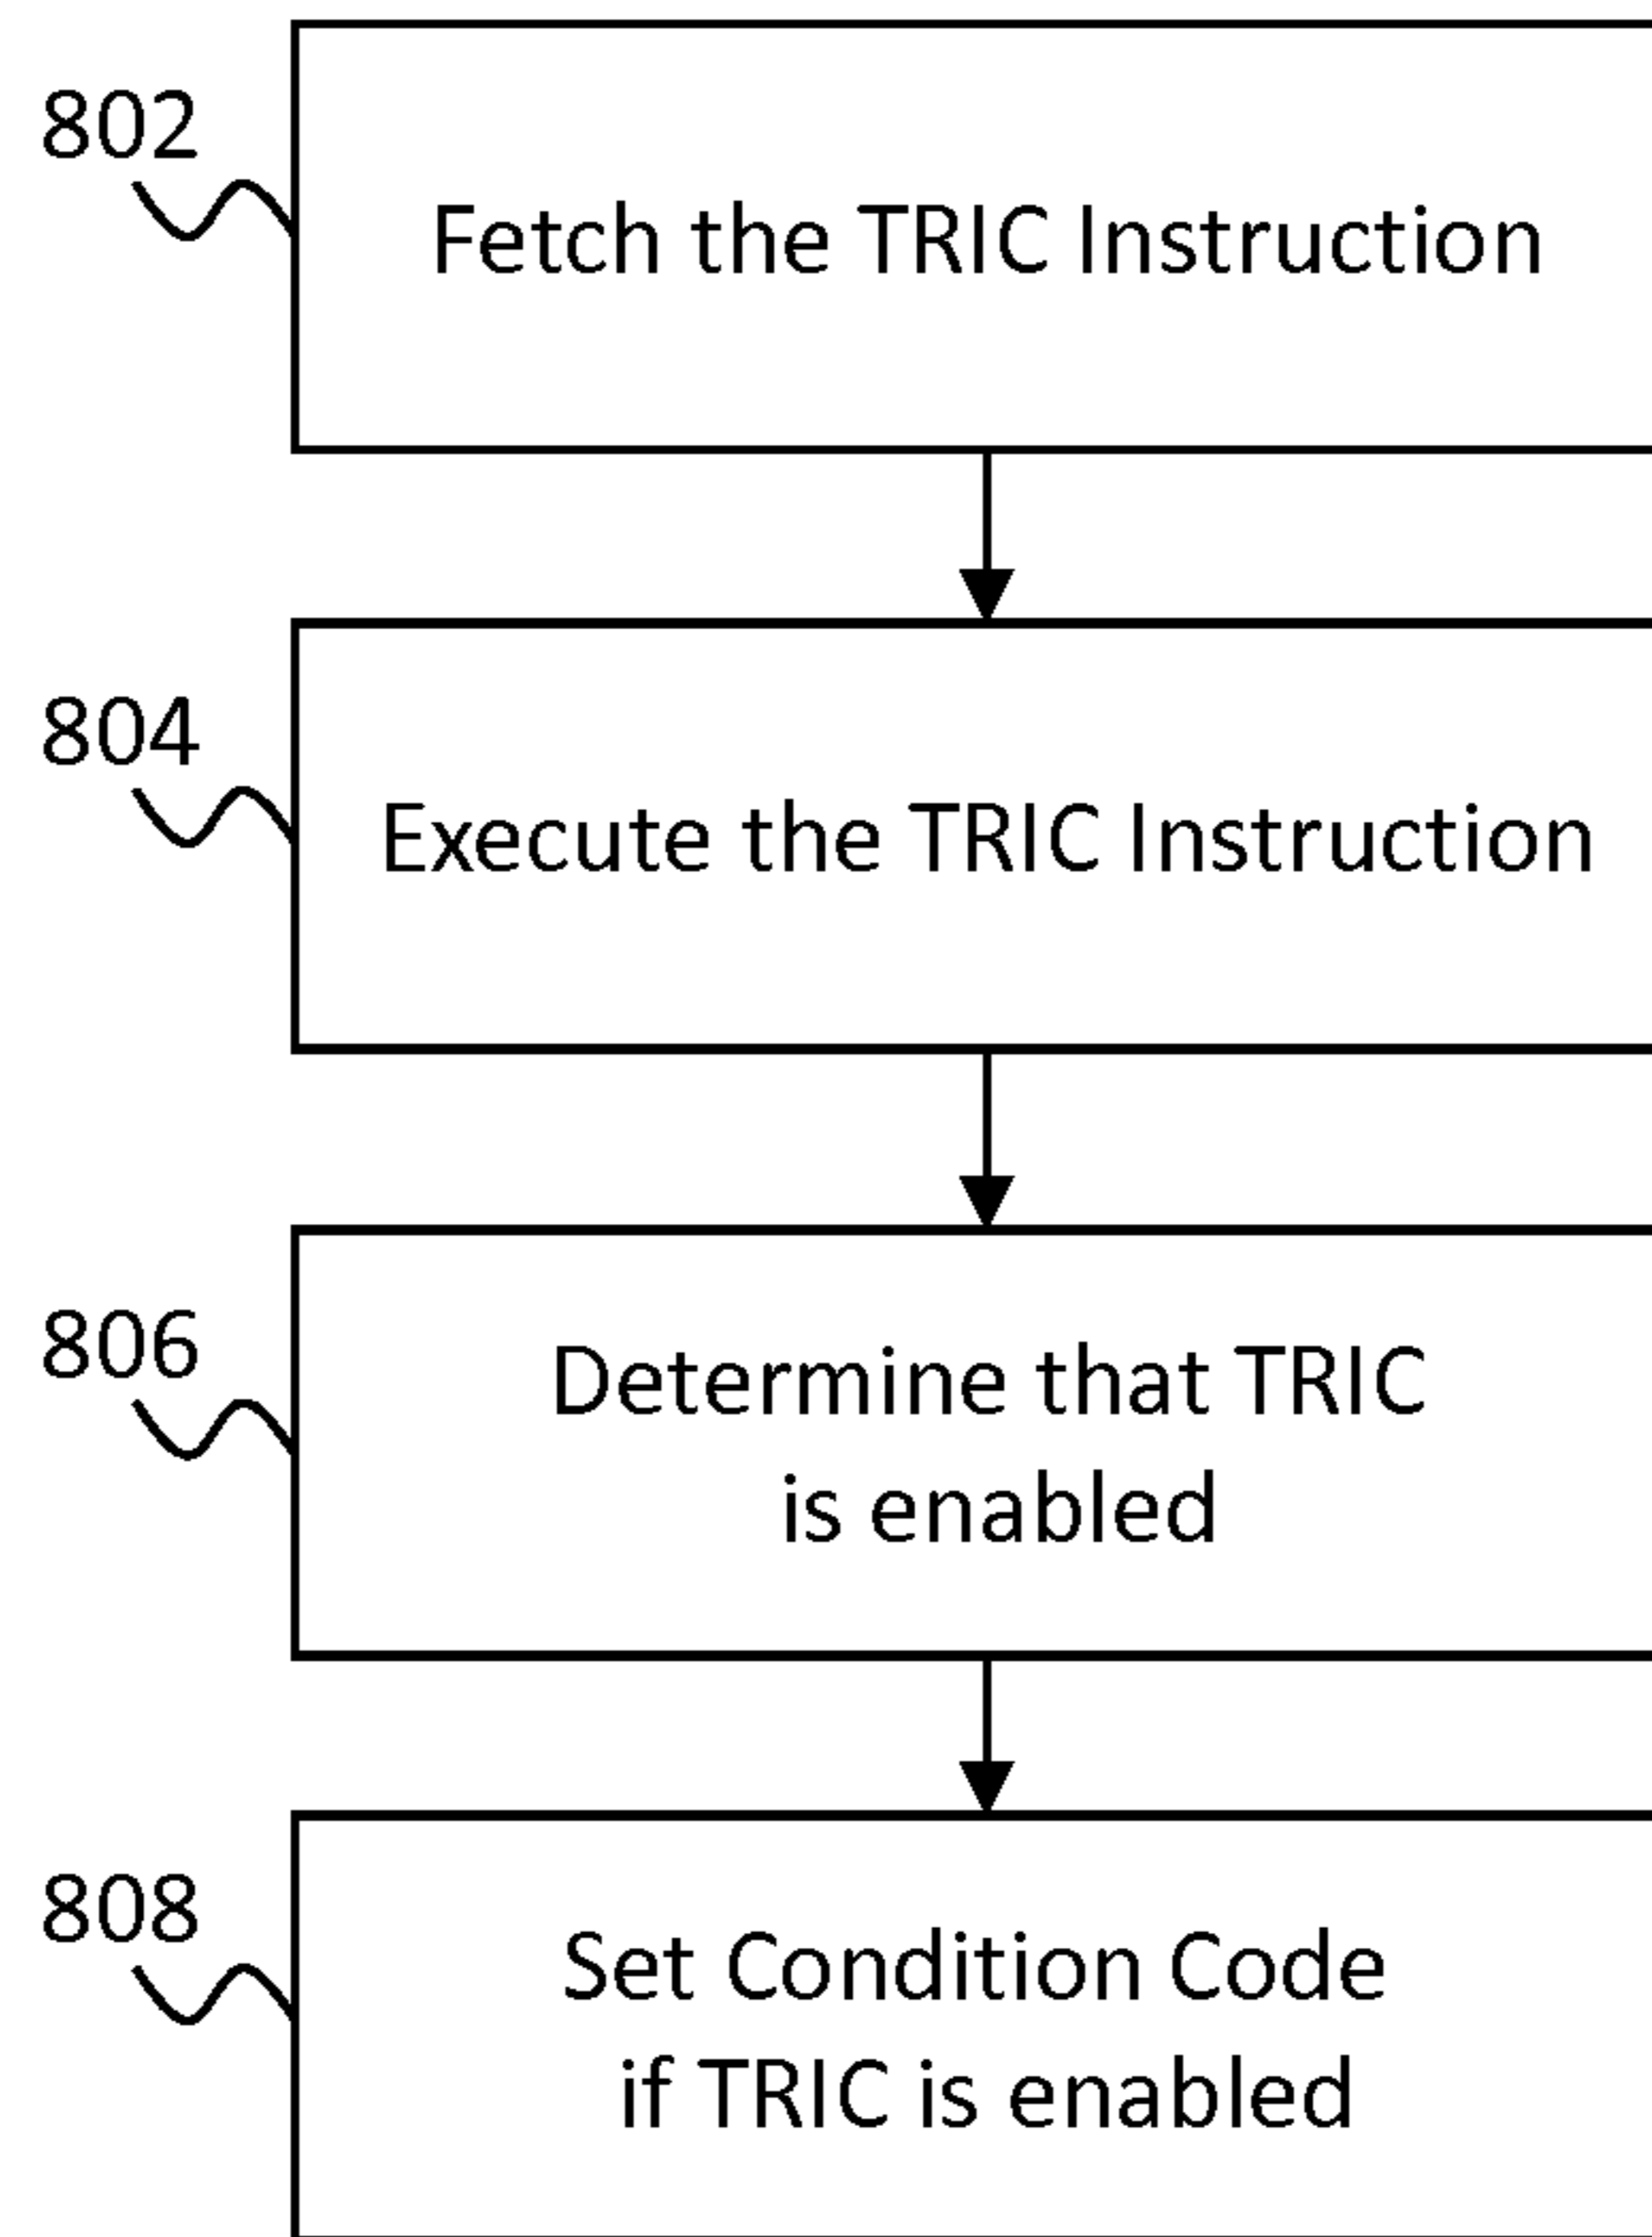 802
Fetch the TRIC Instruction
804
Execute the TRIC Instruction
806
Determine that TRIC
is enabled
808
Set Condition Code
if TRIC is enabled